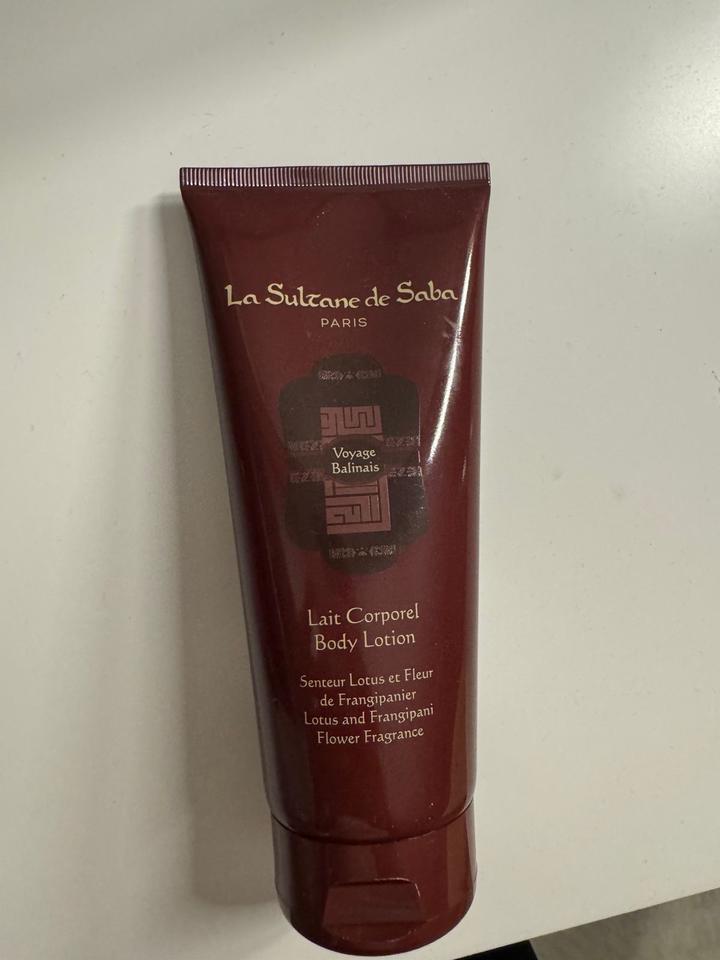 La Sultane de Saba
PARIS
Voyage
Balinais
Lait Corporel
Body Lotion
Senteur Lotus et Fleur
de Frangipanier
Lotus and Frangipani
Flower Fragrance